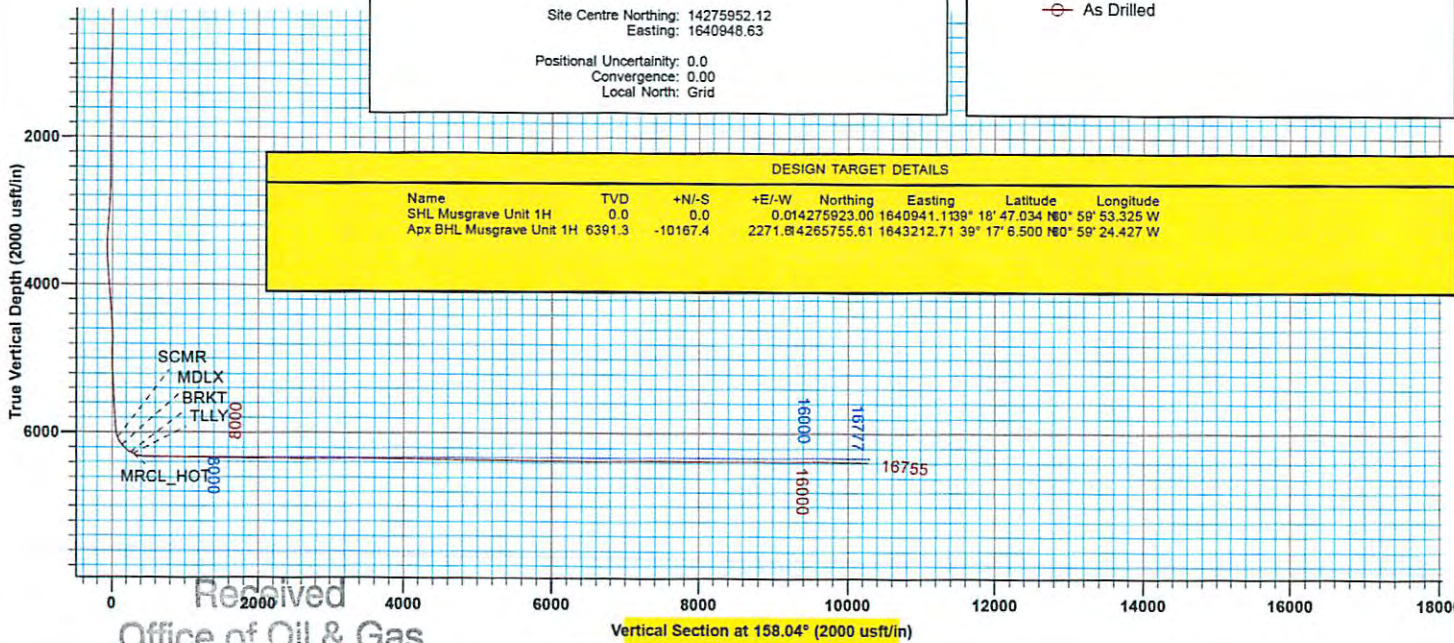 Site Centre Northing: 14275952.12
Easting: 1640948.63
Positional Uncertainity: 0.0
Convergence: 0.00
Local North: Grid
As Drilled
DESIGN TARGET DETAILS
Name TVD +N/-S +E/-W Northing Easting Latitude Longitude
SHL Musgrave Unit 1H 0.0 0.0 0.0 14275923.00 1640941.11 39° 18' 47.034 N 80° 59' 53.325 W
Apx BHL Musgrave Unit 1H 6391.3 -10167.4 2271.6 14265755.61 1643212.71 39° 17' 6.500 N 80° 59' 24.427 W
True Vertical Depth (2000 usft/in)
2000
4000
6000
SCMR
MDLX
BRKT
TLLY
MRCL_HOT
8000
8000
16000
16777
16000
16755
0 2000 4000 6000 8000 10000 12000 14000 16000 18000
Vertical Section at 158.04° (2000 usft/in)
Received
Office of Oil & Gas